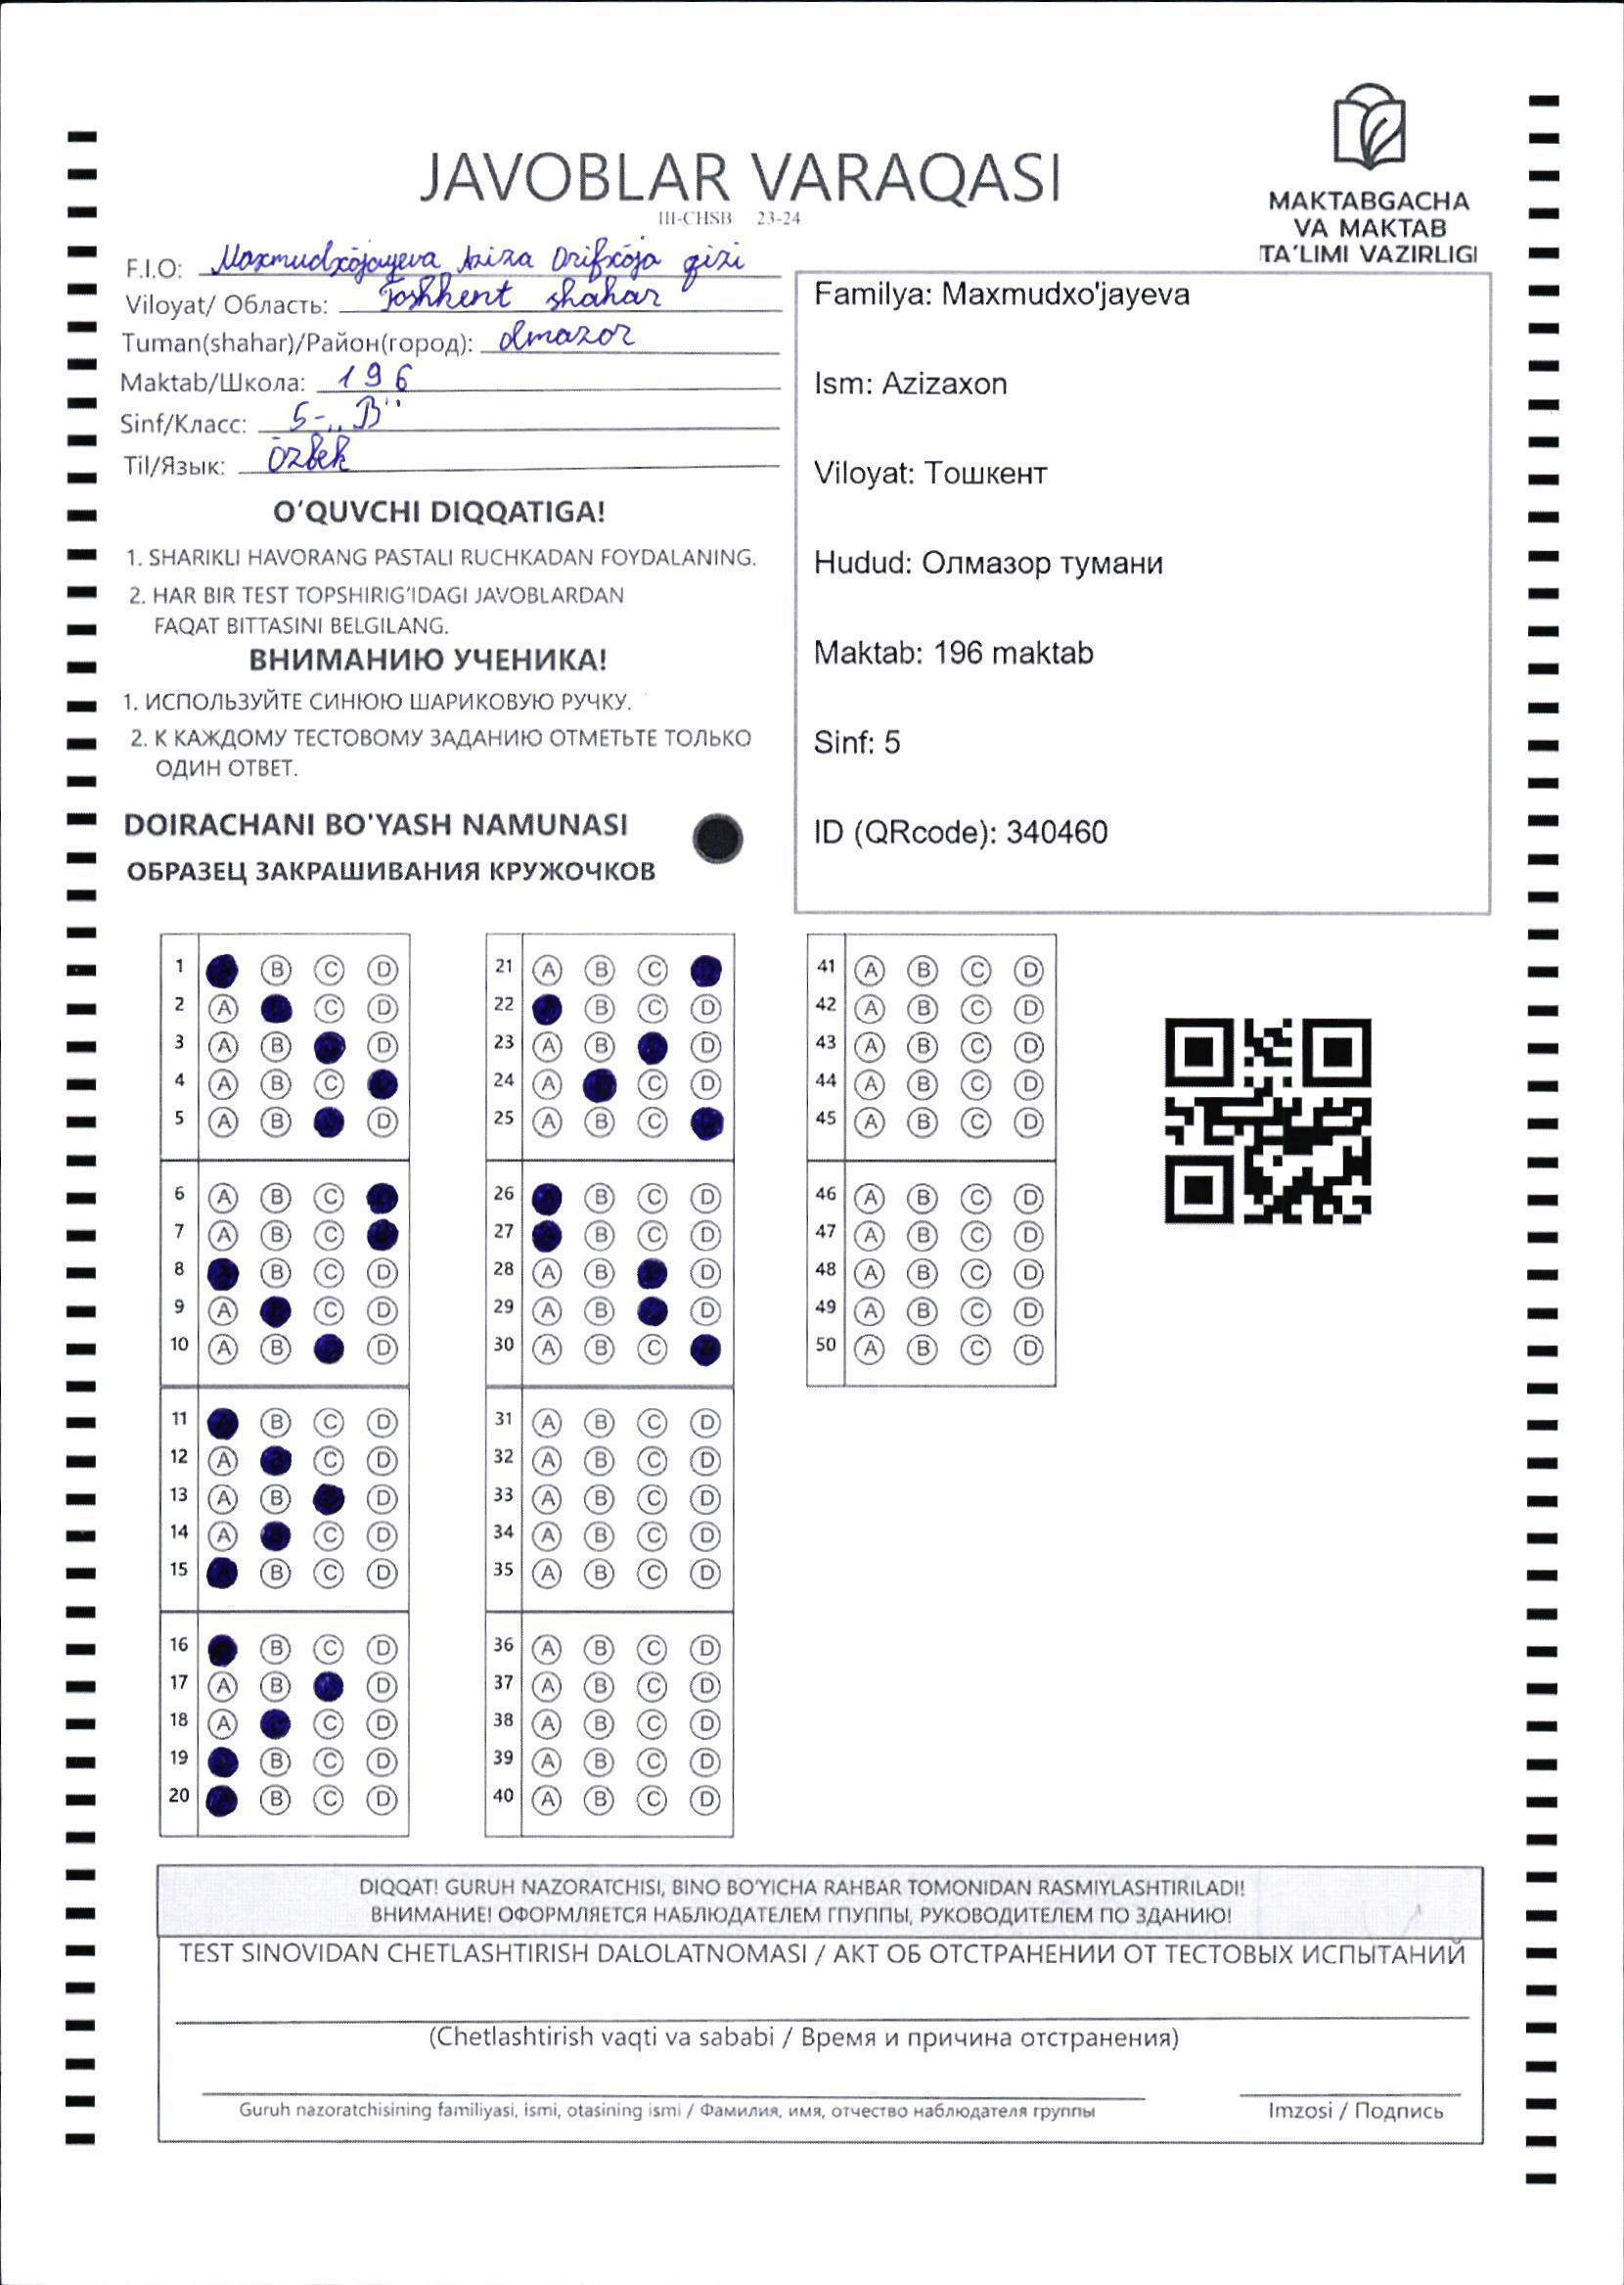 JAVOBLAR VARAQASI
III-CHSB 23-24
MAKTABGACHA
VA MAKTAB
TA'LIMI VAZIRLIGI
F.I.O: Maxmudxōjayeva Aziza Orifxōja qizi
Viloyat/ Область: Toshkent shahar
Tuman(shahar)/Район(город): Olmazor
Maktab/Школа: 196
Sinf/Класс: 5-„B"
Til/Язык: Ōzbek
O'QUVCHI DIQQATIGA!
1. SHARIKLI HAVORANG PASTALI RUCHKADAN FOYDALANING.
2. HAR BIR TEST TOPSHIRIG'IDAGI JAVOBLARDAN
FAQAT BITTASINI BELGILANG.
ВНИМАНИЮ УЧЕНИКА!
1. ИСПОЛЬЗУЙТЕ СИНЮЮ ШАРИКОВУЮ РУЧКУ.
2. К КАЖДОМУ ТЕСТОВОМУ ЗАДАНИЮ ОТМЕТЬТЕ ТОЛЬКО
ОДИН ОТВЕТ.
DOIRACHANI BO'YASH NAMUNASI
ОБРАЗЕЦ ЗАКРАШИВАНИЯ КРУЖОЧКОВ
Familya: Maxmudxo'jayeva
Ism: Azizaxon
Viloyat: Тошкент
Hudud: Олмазор тумани
Maktab: 196 maktab
Sinf: 5
ID (QRcode): 340460
1 B C D
2 A C D
3 A B D
4 A B C
5 A B D
6 A B C
7 A B C
8 B C D
9 A C D
10 A B D
11 B C D
12 A C D
13 A B D
14 A C D
15 B C D
16 B C D
17 A B D
18 A C D
19 B C D
20 B C D
21 A B C
22 B C D
23 A B D
24 A C D
25 A B C
26 B C D
27 B C D
28 A B D
29 A B D
30 A B C
31 A B C D
32 A B C D
33 A B C D
34 A B C D
35 A B C D
36 A B C D
37 A B C D
38 A B C D
39 A B C D
40 A B C D
41 A B C D
42 A B C D
43 A B C D
44 A B C D
45 A B C D
46 A B C D
47 A B C D
48 A B C D
49 A B C D
50 A B C D
DIQQAT! GURUH NAZORATCHISI, BINO BO'YICHA RAHBAR TOMONIDAN RASMIYLASHTIRILADI!
ВНИМАНИЕ! ОФОРМЛЯЕТСЯ НАБЛЮДАТЕЛЕМ ГПУППЫ, РУКОВОДИТЕЛЕМ ПО ЗДАНИЮ!
TEST SINOVIDAN CHETLASHTIRISH DALOLATNOMASI / АКТ ОБ ОТСТРАНЕНИИ ОТ ТЕСТОВЫХ ИСПЫТАНИЙ
(Chetlashtirish vaqti va sababi / Время и причина отстранения)
Guruh nazoratchisining familiyasi, ismi, otasining ismi / Фамилия, имя, отчество наблюдателя группы
Imzosi / Подпись